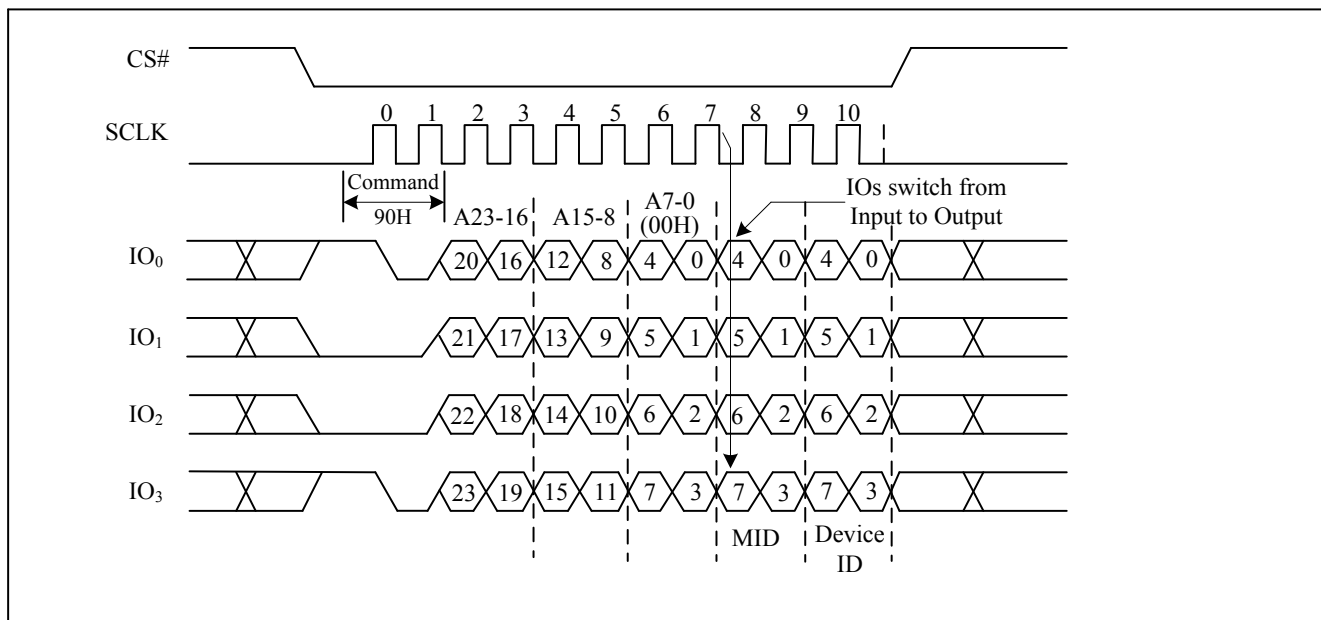 CS#
SCLK
0 1 2 3 4 5 6 7 8 9 10
Command
90H
A23-16
A15-8
A7-0
(00H)
IOs switch from
Input to Output
IO₀
20 16 12 8 4 0 4 0 4 0
IO₁
21 17 13 9 5 1 5 1 5 1
IO₂
22 18 14 10 6 2 6 2 6 2
IO₃
23 19 15 11 7 3 7 3 7 3
MID
Device
ID